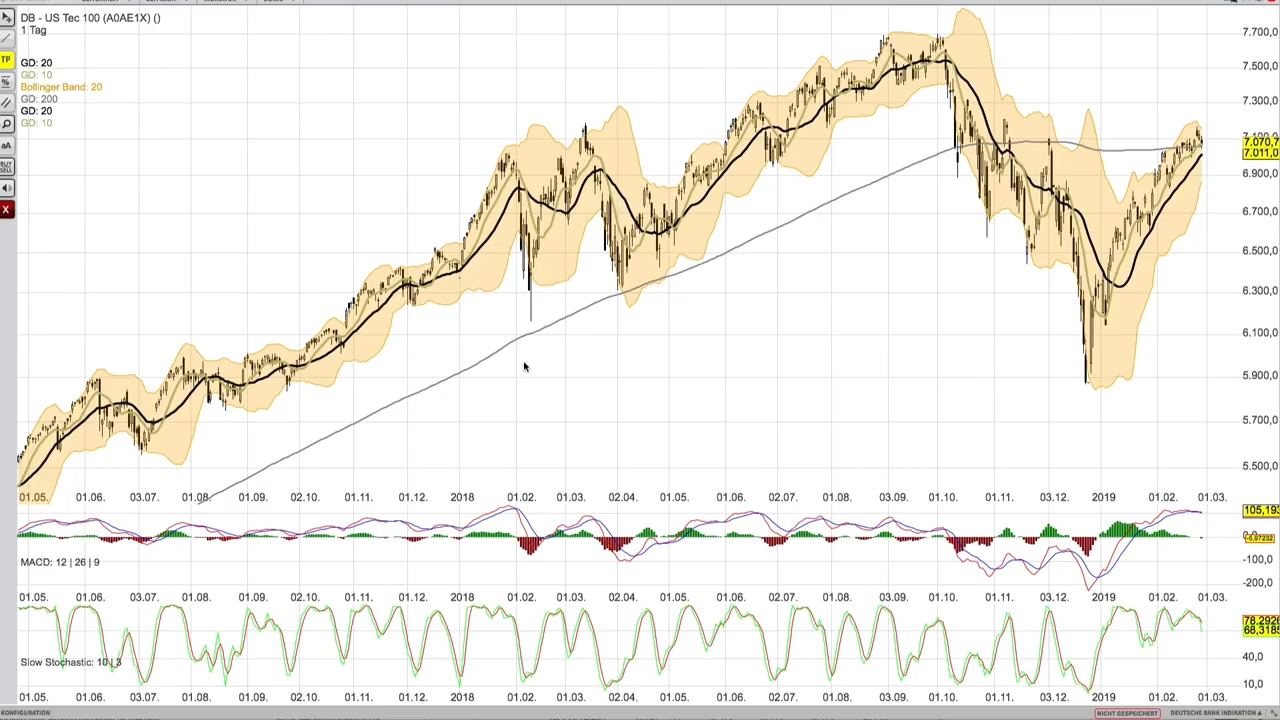 DB - US Tec 100 (A0AE1X) ()
1 Tag
TP
%
aA
BUY
SELL
X
GD: 20
GD: 10
Bollinger Band: 20
GD: 200
GD: 20
GD: 10
7.700,0
7.500,0
7.300,0
7.070,7
7.011,0
6.900,0
6.700,0
6.500,0
6.300,0
6.100,0
5.900,0
5.700,0
5.500,0
01.05. 01.06. 03.07. 01.08. 01.09. 02.10. 01.11. 01.12. 2018 01.02. 01.03. 02.04. 01.05. 01.06. 02.07. 01.08. 03.09. 01.10. 01.11. 03.12. 2019 01.02. 01.03.
105,193
-100,0
-200,0
MACD: 12 | 26 | 9
01.05. 01.06. 03.07. 01.08. 01.09. 02.10. 01.11. 01.12. 2018 01.02. 01.03. 02.04. 01.05. 01.06. 02.07. 01.08. 03.09. 01.10. 01.11. 03.12. 2019 01.02. 01.03.
78,2926
68,3185
Slow Stochastic: 10 | 3
40,0
10,0
01.05. 01.06. 03.07. 01.08. 01.09. 02.10. 01.11. 01.12. 2018 01.02. 01.03. 02.04. 01.05. 01.06. 02.07. 01.08. 03.09. 01.10. 01.11. 03.12. 2019 01.02. 01.03.
KONFIGURATION
NICHT GESPEICHERT
DEUTSCHE BANK INDIKATION